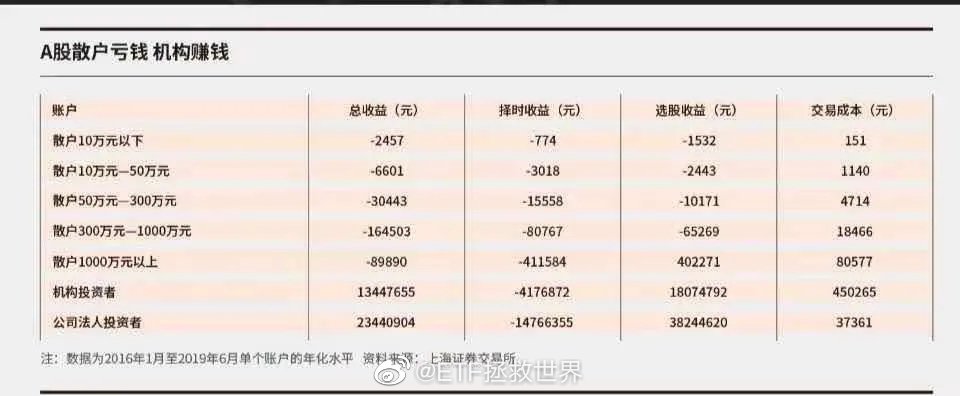 A股散户亏钱 机构赚钱
账户 总收益（元） 择时收益（元） 选股收益（元） 交易成本（元）
散户10万元以下 -2457 -774 -1532 151
散户10万元—50万元 -6601 -3018 -2443 1140
散户50万元—300万元 -30443 -15558 -10171 4714
散户300万元—1000万元 -164503 -80767 -65269 18466
散户1000万元以上 -89890 -411584 402271 80577
机构投资者 13447655 -4176872 18074792 450265
公司法人投资者 23440904 -14766355 38244620 37361
注：数据为2016年1月至2019年6月单个账户的年化水平 资料来源：上海证券交易所
@ETF拯救世界